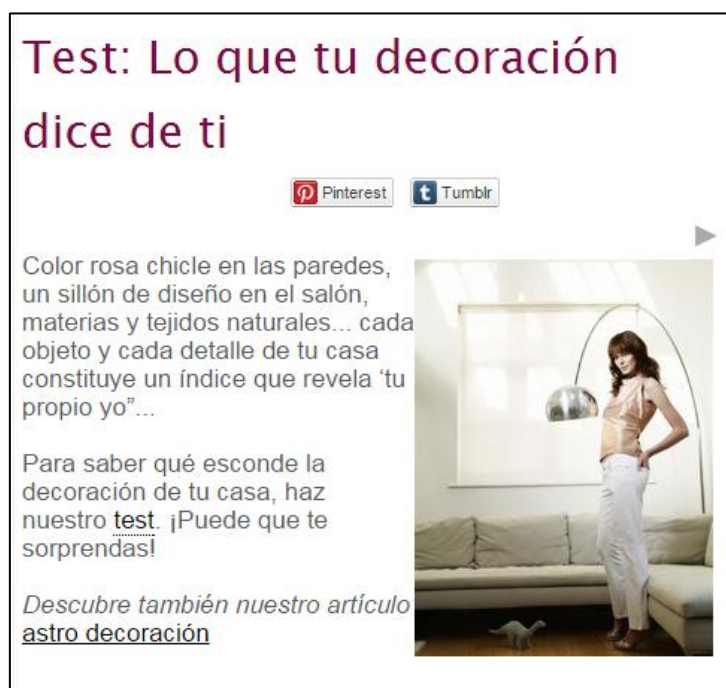 Test: Lo que tu decoración
dice de ti
Pinterest
Tumblr
Color rosa chicle en las paredes,
un sillón de diseño en el salón,
materias y tejidos naturales... cada
objeto y cada detalle de tu casa
constituye un índice que revela ‘tu
propio yo”...
Para saber qué esconde la
decoración de tu casa, haz
nuestro test. ¡Puede que te
sorprendas!
Descubre también nuestro artículo
astro decoración